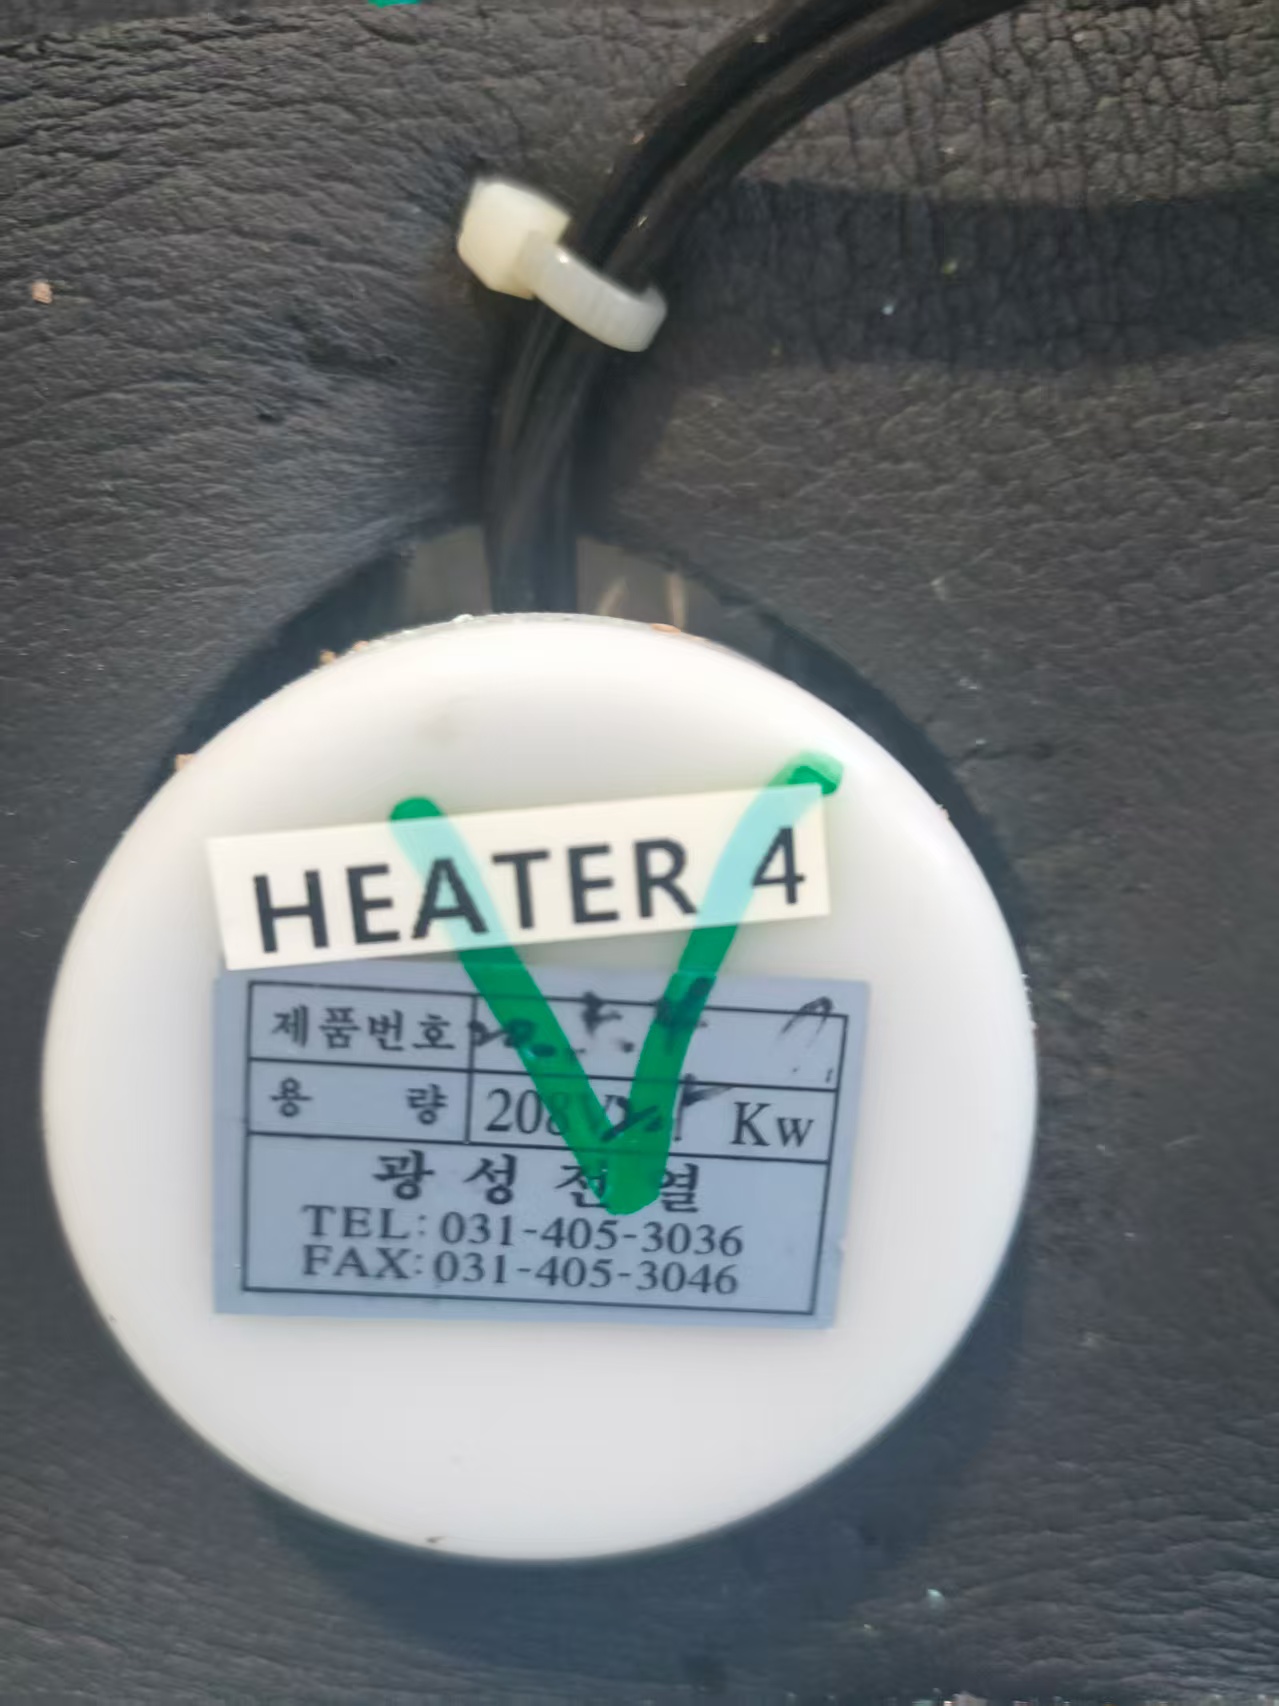 HEATER 4
제품번호
용 량 208V Kw
광 성 전 열
TEL: 031-405-3036
FAX: 031-405-3046